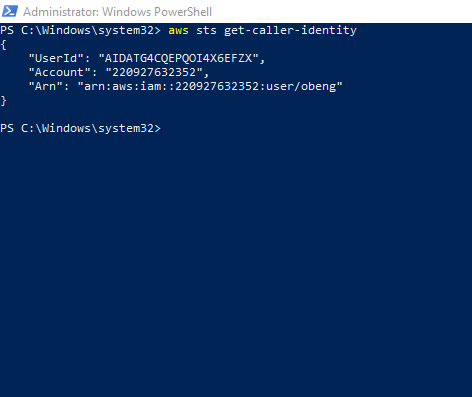 Administrator: Windows PowerShell
PS C:\Windows\system32> aws sts get-caller-identity
{
    "UserId": "AIDATG4CQEPQOI4X6EFZX",
    "Account": "220927632352",
    "Arn": "arn:aws:iam::220927632352:user/obeng"
}
PS C:\Windows\system32>